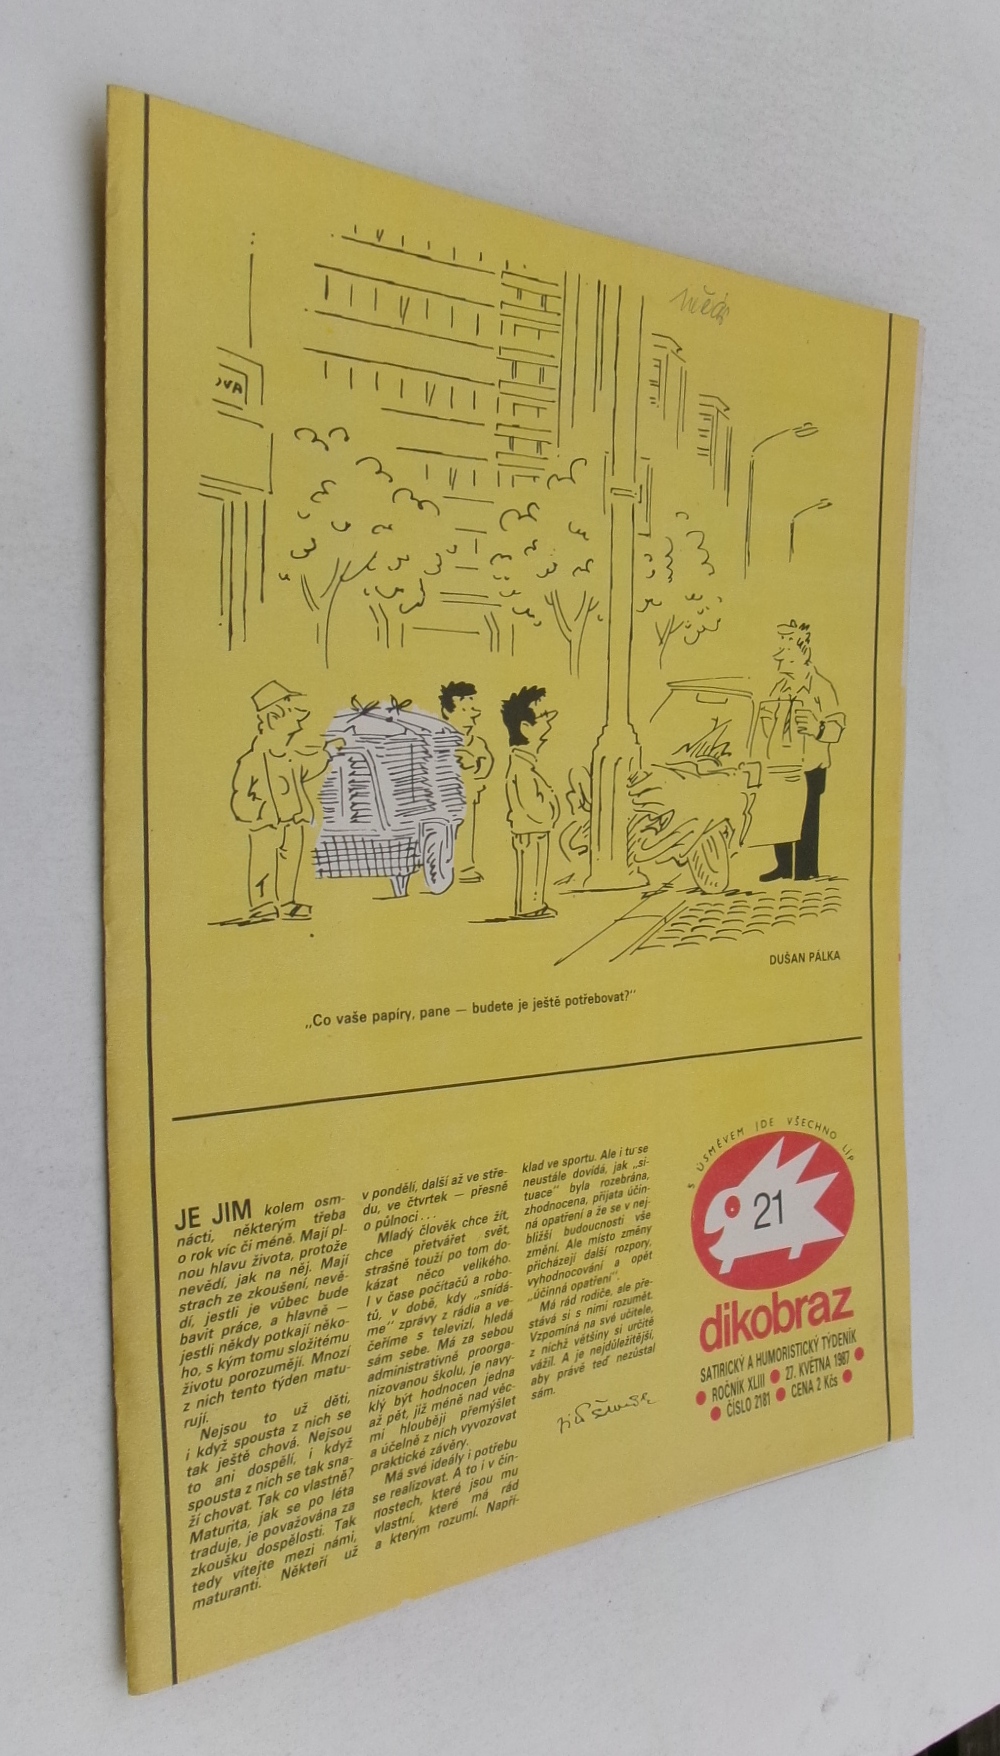 OVA
DUŠAN PÁLKA
„Co vaše papíry, pane — budete je ještě potřebovat?“
JE JIM kolem osm-
nácti, některým třeba
o rok víc či méně. Mají pl-
nou hlavu života, protože
nevědí, jak na něj. Mají
strach ze zkoušení, nevě-
dí, jestli je vůbec bude
bavit práce, a hlavně —
jestli někdy potkají něko-
ho, s kým tomu složitému
životu porozumějí. Mnozí
z nich tento týden matu-
rují.
Nejsou to už děti,
i když spousta z nich se
tak ještě chová. Nejsou
to ani dospělí, i když
spousta z nich se tak sna-
ží chovat. Tak co vlastně?
Maturita, jak se po léta
traduje, je považována za
zkoušku dospělosti. Tak
tedy vítejte mezi námi,
maturanti. Někteří už
v pondělí, další až ve stře-
du, ve čtvrtek — přesně
o půlnoci...
Mladý člověk chce žít,
chce přetvářet svět,
strašně touží po tom do-
kázat něco velikého.
I v čase počítačů a robo-
tů, v době, kdy „snídá-
me“ zprávy z rádia a ve-
čeříme s televizí, hledá
sám sebe. Má za sebou
administrativně proorga-
nizovanou školu, je navy-
klý být hodnocen jedna
až pět, již méně nad věc-
mi hlouběji přemýšlet
a účelně z nich vyvozovat
praktické závěry.
Má své ideály i potřebu
se realizovat. A to i v čin-
nostech, které jsou mu
vlastní, které má rád
a kterým rozumí. Napří-
klad ve sportu. Ale i tu se
neustále dovídá, jak „si-
tuace“ byla rozebrána,
zhodnocena, přijata účin-
ná opatření a že se v nej-
bližší budoucnosti vše
změní. Ale místo změny
přicházejí další rozpory,
vyhodnocování a opět
„účinná opatření“.
Má rád rodiče, ale pře-
stává si s nimi rozumět.
Vzpomíná na své učitele,
z nichž většiny si určitě
vážil. A je nejdůležitější,
aby právě teď nezůstal
sám.
S ÚSMĚVEM JDE VŠECHNO LÍP
21
dikobraz
SATIRICKÝ A HUMORISTICKÝ TÝDENÍK
● ROČNÍK XLIII ● 27. KVĚTNA 1987 ●
● ČÍSLO 2181 ● CENA 2 Kčs ●